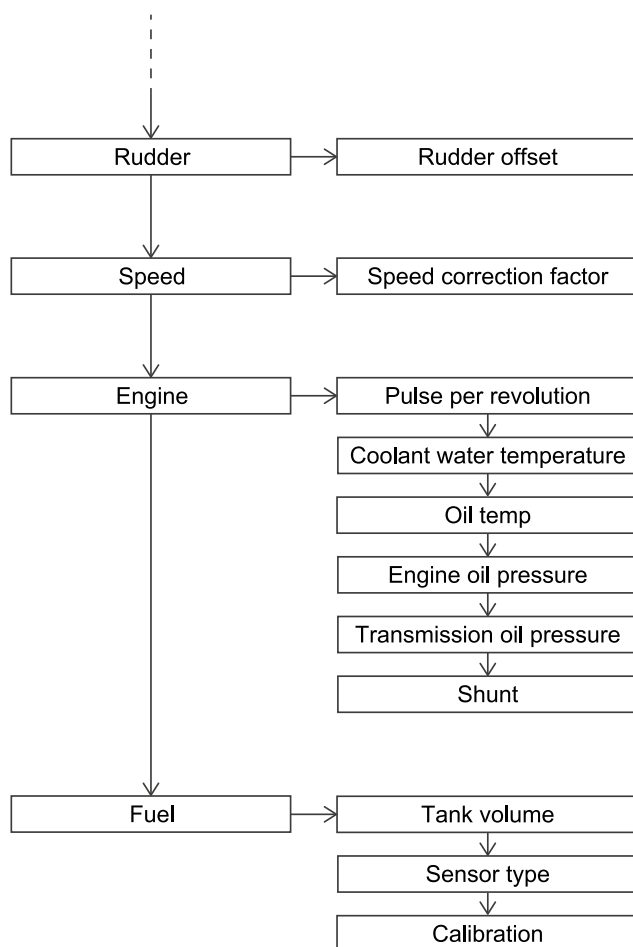 Rudder
Rudder offset
Speed
Speed correction factor
Engine
Pulse per revolution
Coolant water temperature
Oil temp
Engine oil pressure
Transmission oil pressure
Shunt
Fuel
Tank volume
Sensor type
Calibration